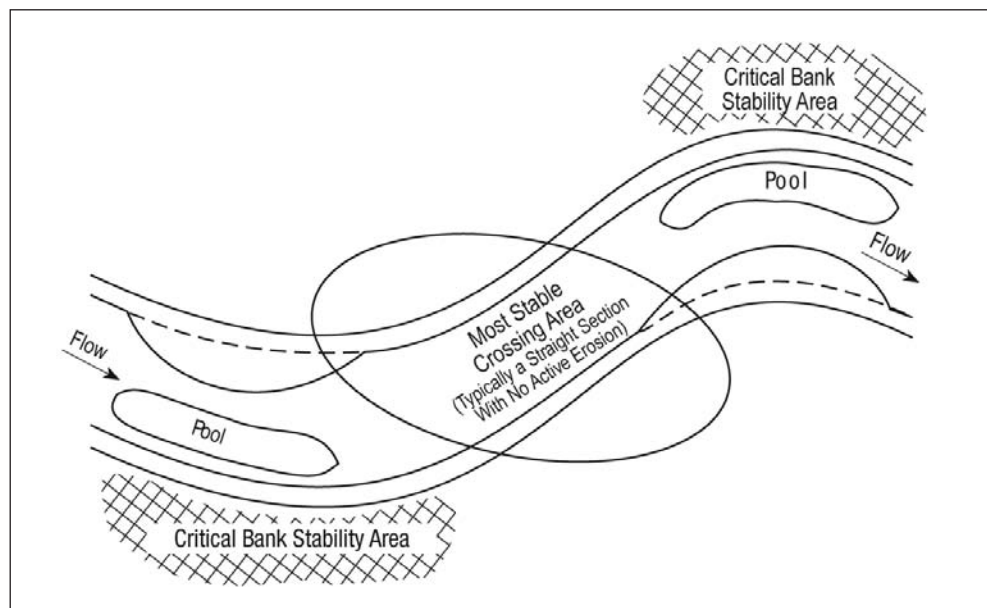 Critical Bank
Stability Area
Pool
Flow
Most Stable
Crossing Area
(Typically a Straight Section
With No Active Erosion)
Flow
Pool
Critical Bank Stability Area